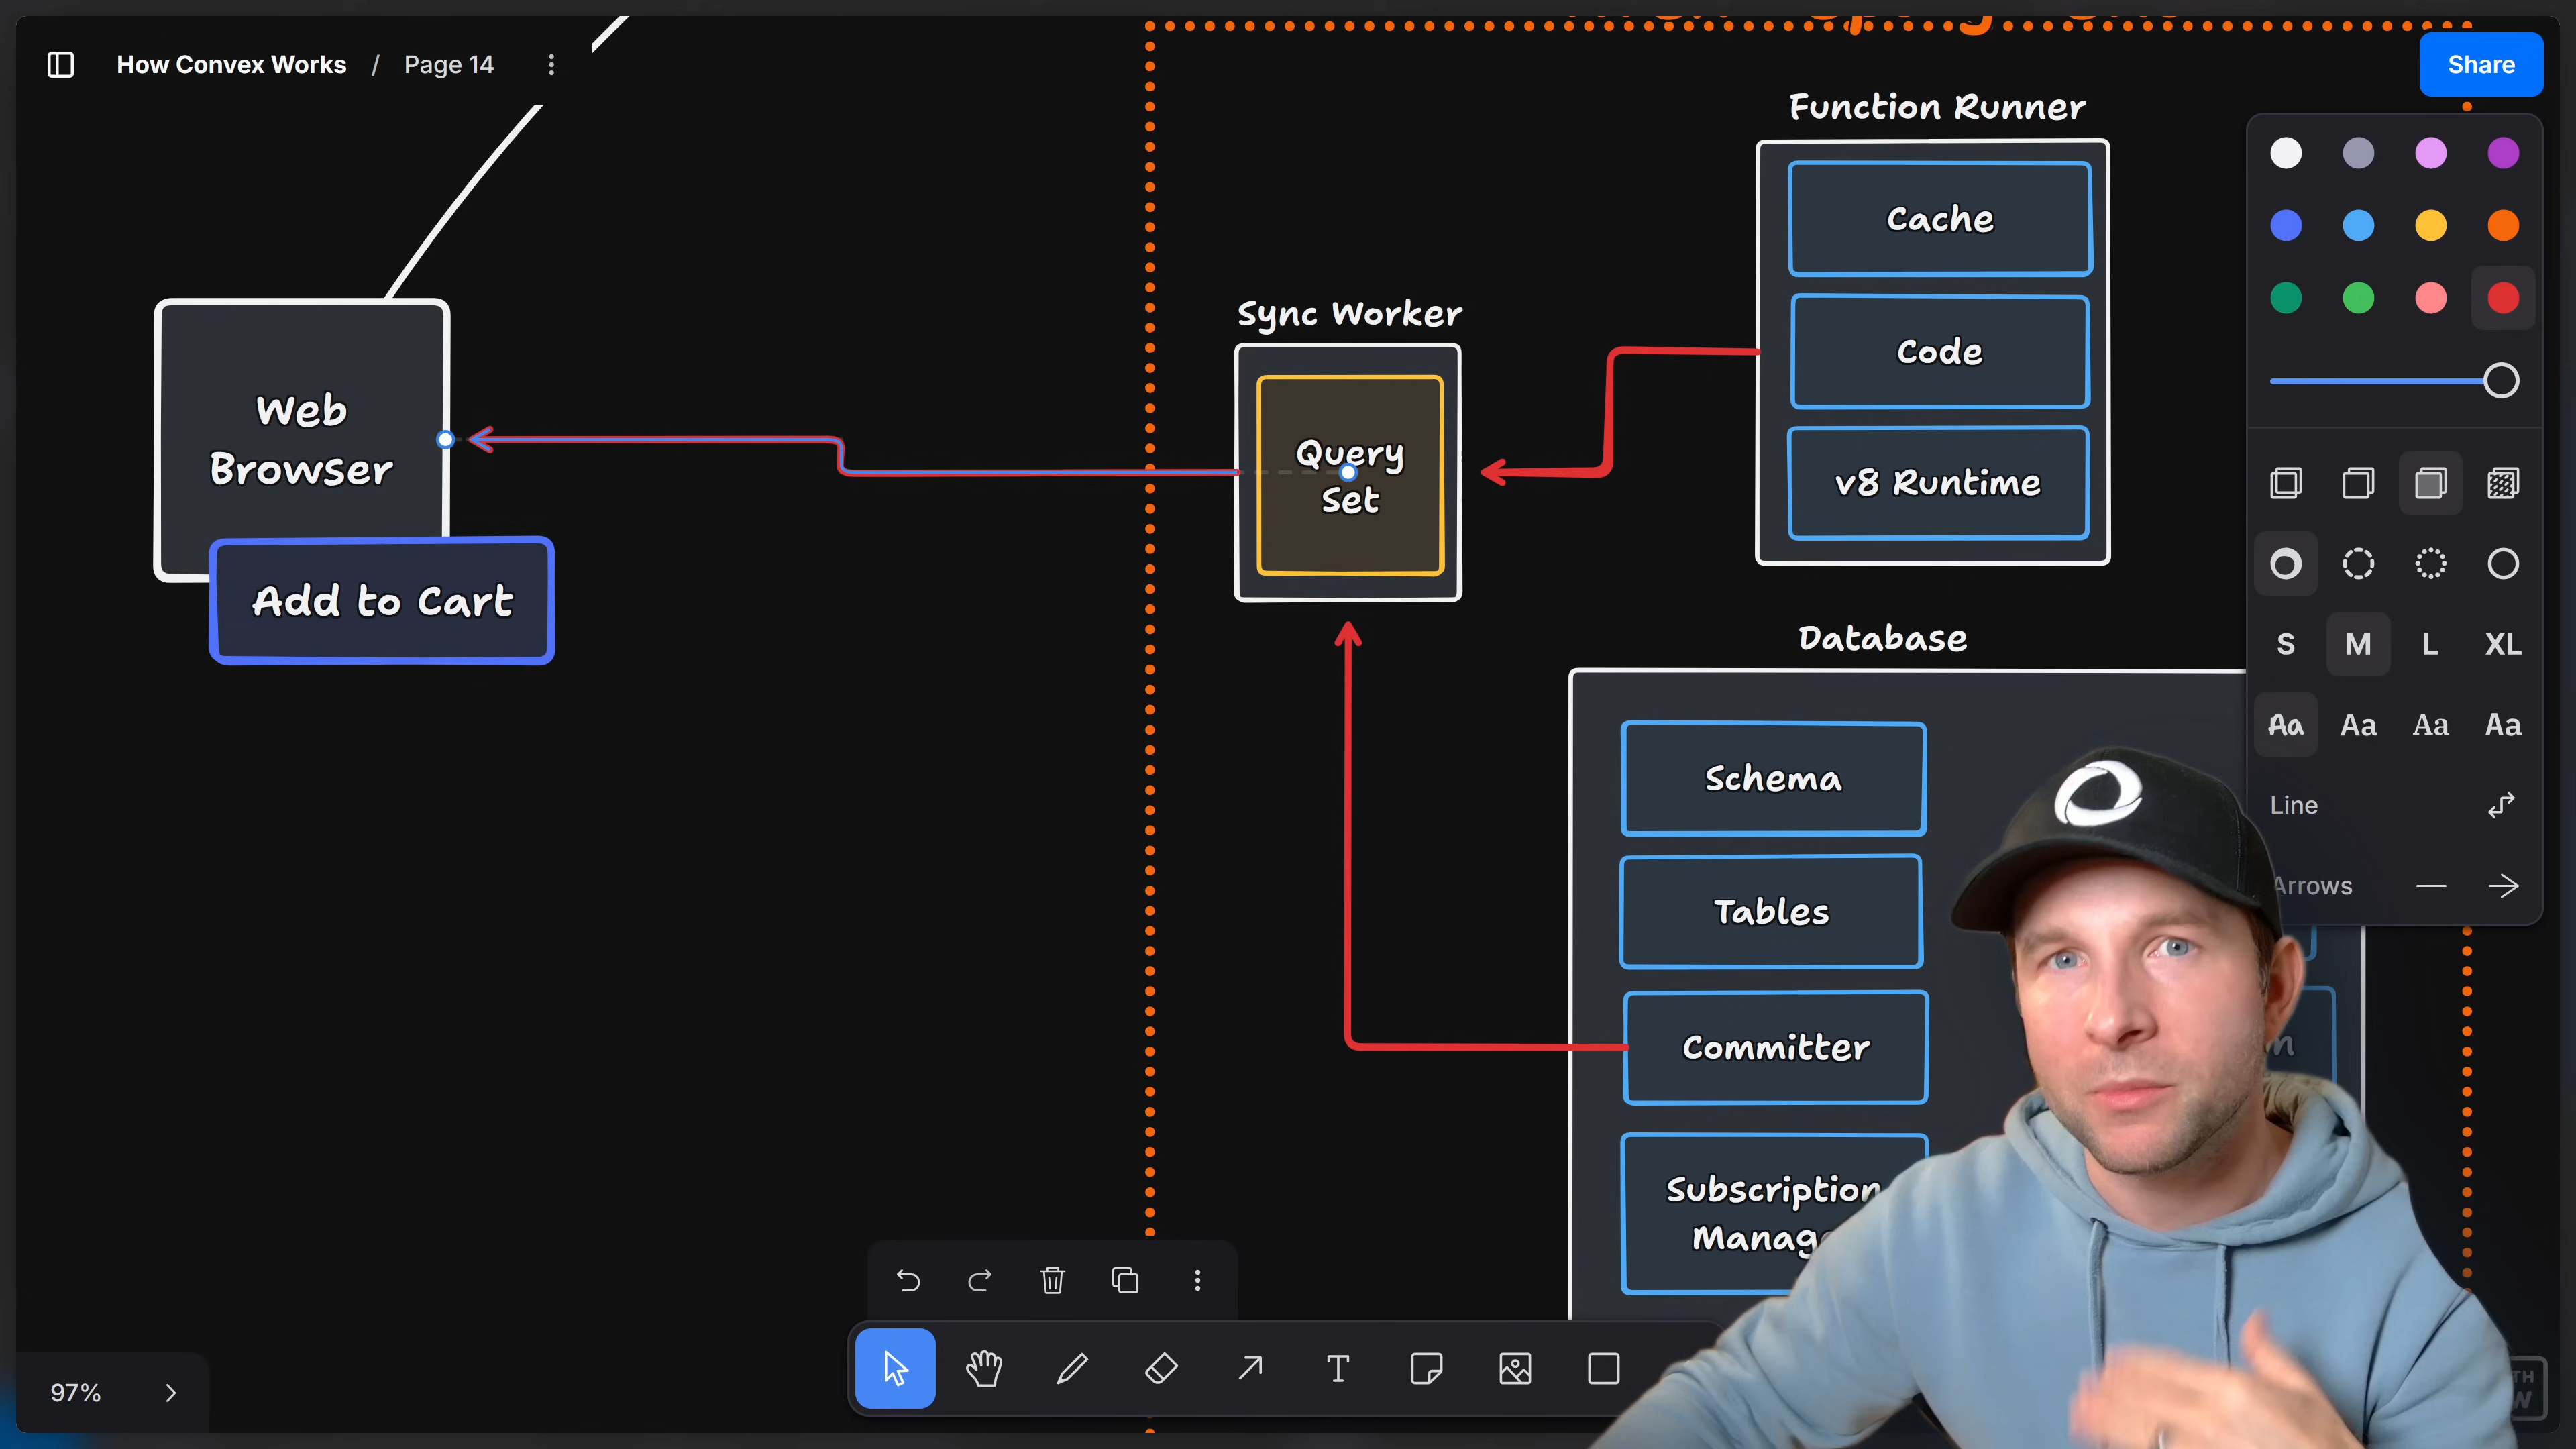 How Convex Works / Page 14
Share
Function Runner
Cache
Code
v8 Runtime
Sync Worker
Query
Set
Web
Browser
Add to Cart
Database
Schema
Tables
Committer
Subscription
S M L XL
Aa Aa Aa Aa
Line
Arrows
97%